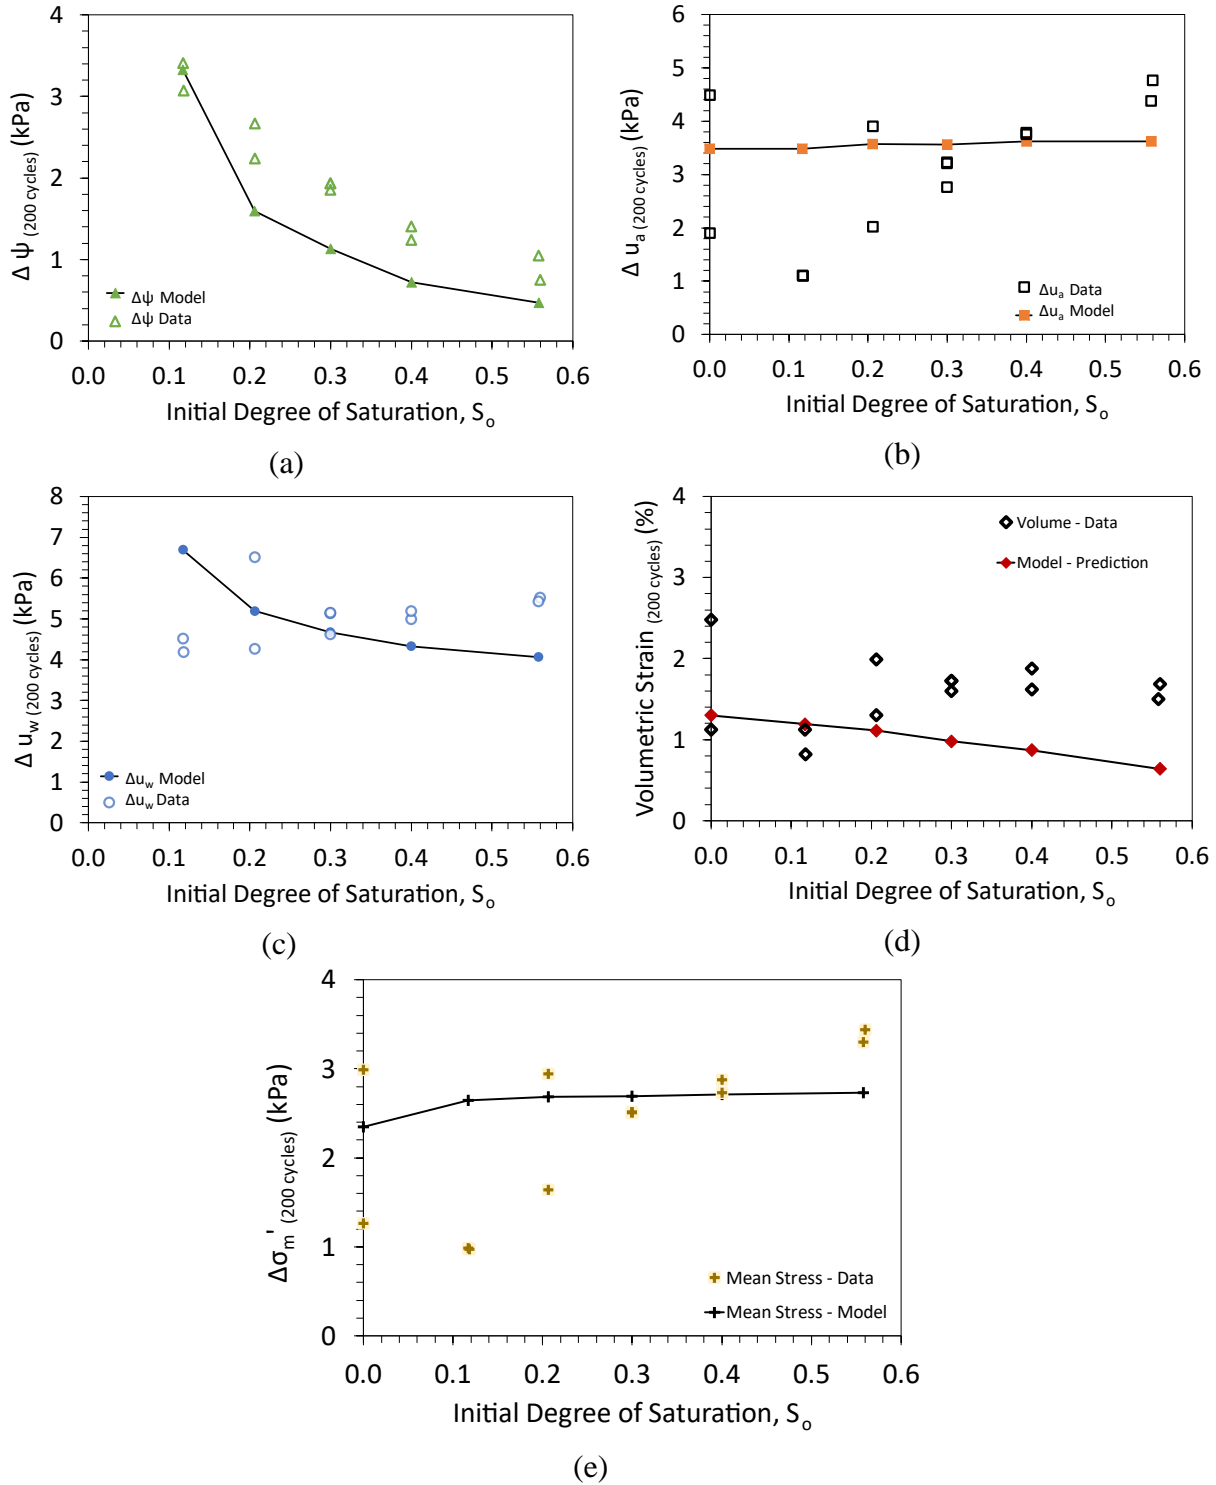 4
3
2
1
0
Δ ψ (200 cycles) (kPa)
Δψ Model
Δψ Data
0.0 0.1 0.2 0.3 0.4 0.5 0.6
Initial Degree of Saturation, So
(a)
6
5
4
3
2
1
0
Δ ua (200 cycles) (kPa)
Δua Data
Δua Model
0.0 0.1 0.2 0.3 0.4 0.5 0.6
Initial Degree of Saturation, So
(b)
8
7
6
5
4
3
2
1
0
Δ uw (200 cycles) (kPa)
Δuw Model
Δuw Data
0.0 0.1 0.2 0.3 0.4 0.5 0.6
Initial Degree of Saturation, So
(c)
4
3
2
1
0
Volumetric Strain (200 cycles) (%)
Volume - Data
Model - Prediction
0.0 0.1 0.2 0.3 0.4 0.5 0.6
Initial Degree of Saturation, So
(d)
4
3
2
1
0
Δσm' (200 cycles) (kPa)
Mean Stress - Data
Mean Stress - Model
0.0 0.1 0.2 0.3 0.4 0.5 0.6
Initial Degree of Saturation, So
(e)